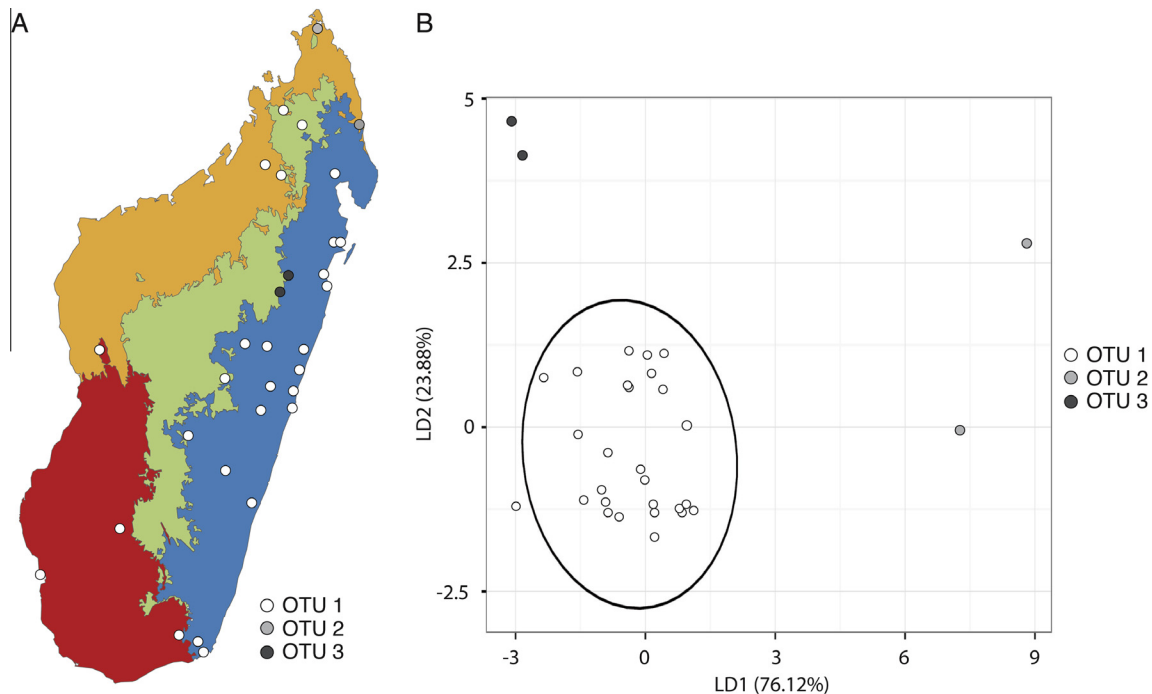 A
OTU 1
OTU 2
OTU 3
B
5
2.5
0
-2.5
LD2 (23.88%)
-3 0 3 6 9
LD1 (76.12%)
OTU 1
OTU 2
OTU 3